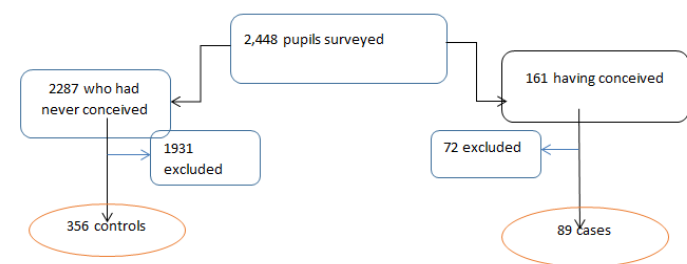 2,448 pupils surveyed
2287 who had
never conceived
161 having conceived
1931
excluded
72 excluded
356 controls
89 cases